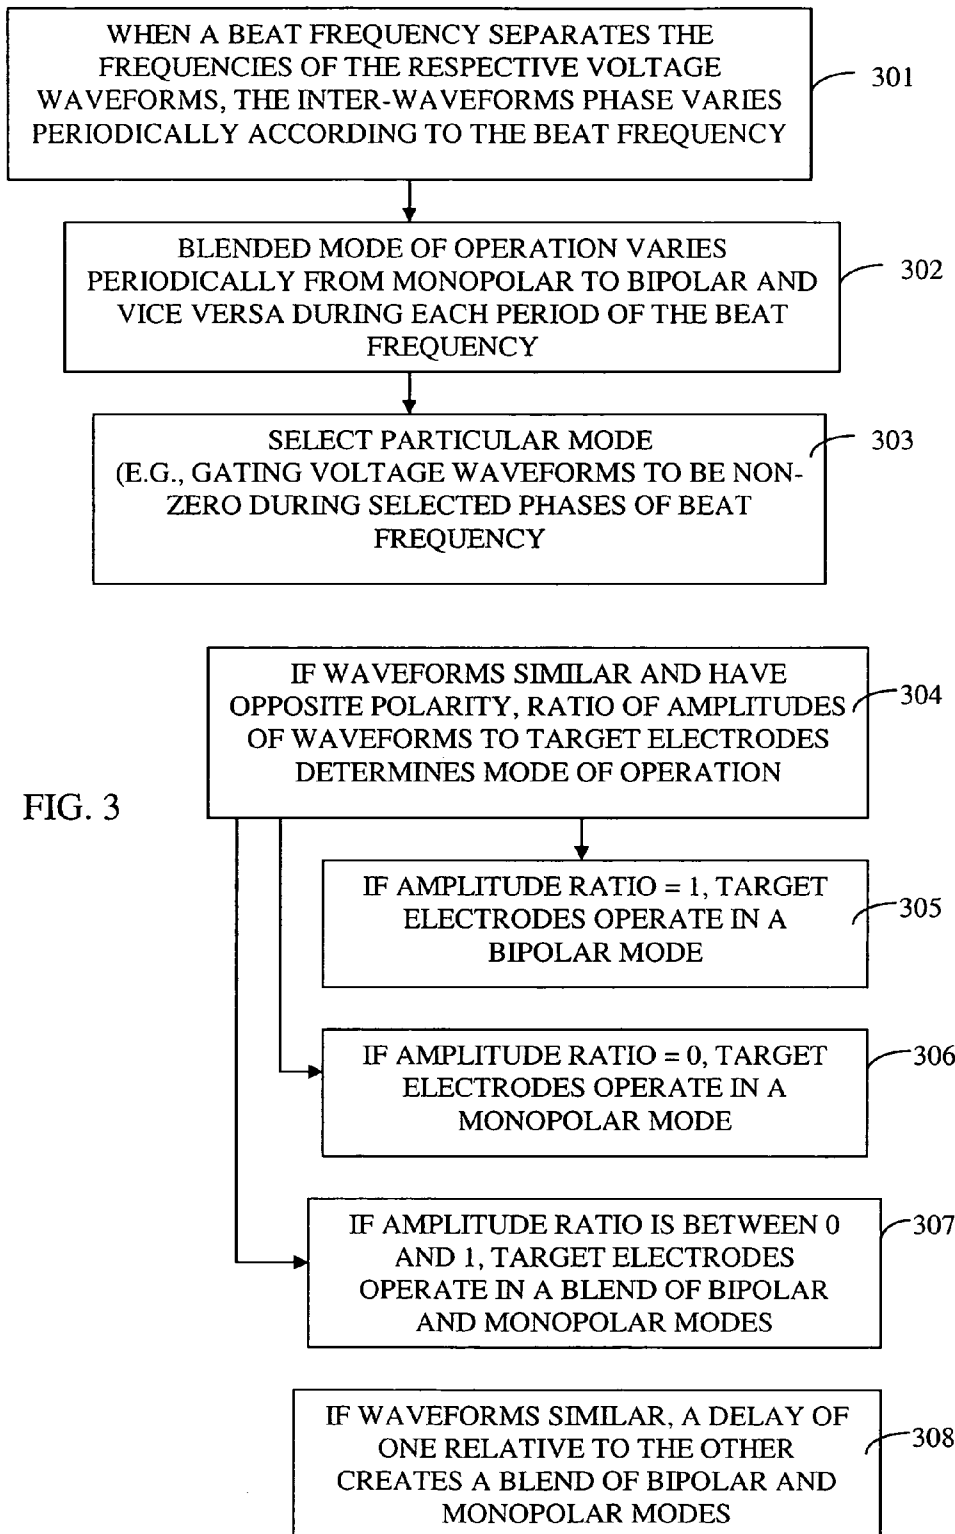 WHEN A BEAT FREQUENCY SEPARATES THE
FREQUENCIES OF THE RESPECTIVE VOLTAGE
WAVEFORMS, THE INTER-WAVEFORMS PHASE VARIES
PERIODICALLY ACCORDING TO THE BEAT FREQUENCY
301
BLENDED MODE OF OPERATION VARIES
PERIODICALLY FROM MONOPOLAR TO BIPOLAR AND
VICE VERSA DURING EACH PERIOD OF THE BEAT
FREQUENCY
302
SELECT PARTICULAR MODE
(E.G., GATING VOLTAGE WAVEFORMS TO BE NON-
ZERO DURING SELECTED PHASES OF BEAT
FREQUENCY
303
IF WAVEFORMS SIMILAR AND HAVE
OPPOSITE POLARITY, RATIO OF AMPLITUDES
OF WAVEFORMS TO TARGET ELECTRODES
DETERMINES MODE OF OPERATION
304
FIG. 3
IF AMPLITUDE RATIO = 1, TARGET
ELECTRODES OPERATE IN A
BIPOLAR MODE
305
IF AMPLITUDE RATIO = 0, TARGET
ELECTRODES OPERATE IN A
MONOPOLAR MODE
306
IF AMPLITUDE RATIO IS BETWEEN 0
AND 1, TARGET ELECTRODES
OPERATE IN A BLEND OF BIPOLAR
AND MONOPOLAR MODES
307
IF WAVEFORMS SIMILAR, A DELAY OF
ONE RELATIVE TO THE OTHER
CREATES A BLEND OF BIPOLAR AND
MONOPOLAR MODES
308